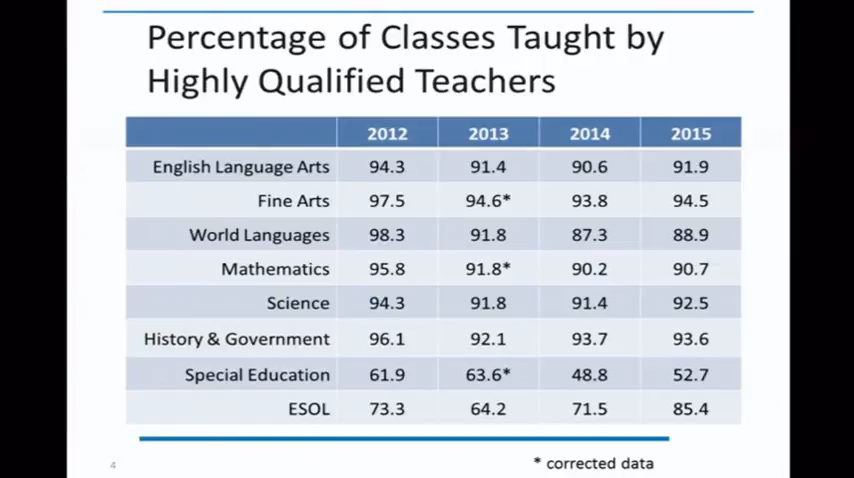 Percentage of Classes Taught by
Highly Qualified Teachers
2012 2013 2014 2015
English Language Arts 94.3 91.4 90.6 91.9
Fine Arts 97.5 94.6* 93.8 94.5
World Languages 98.3 91.8 87.3 88.9
Mathematics 95.8 91.8* 90.2 90.7
Science 94.3 91.8 91.4 92.5
History & Government 96.1 92.1 93.7 93.6
Special Education 61.9 63.6* 48.8 52.7
ESOL 73.3 64.2 71.5 85.4
4
* corrected data